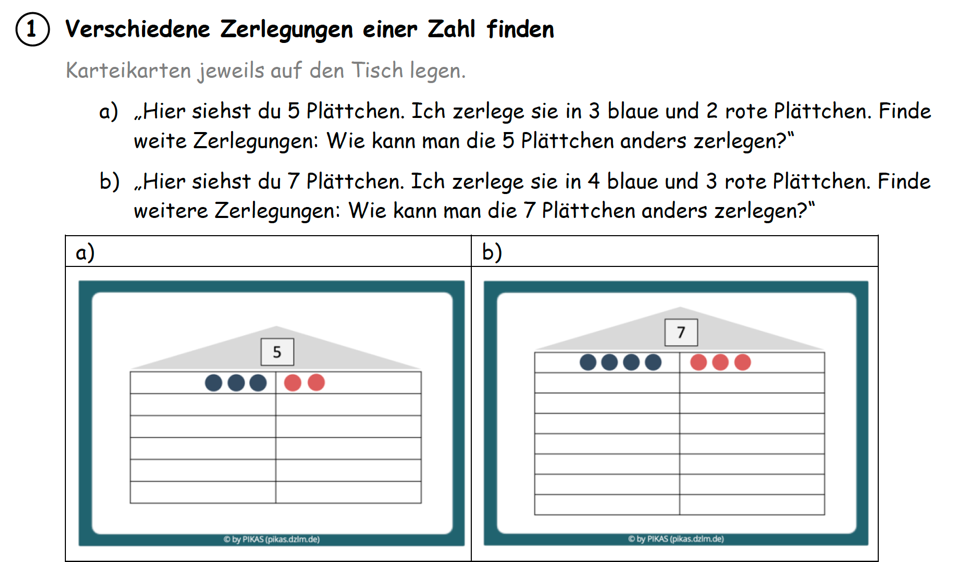 1 Verschiedene Zerlegungen einer Zahl finden
Karteikarten jeweils auf den Tisch legen.
a) „Hier siehst du 5 Plättchen. Ich zerlege sie in 3 blaue und 2 rote Plättchen. Finde
weite Zerlegungen: Wie kann man die 5 Plättchen anders zerlegen?“
b) „Hier siehst du 7 Plättchen. Ich zerlege sie in 4 blaue und 3 rote Plättchen. Finde
weitere Zerlegungen: Wie kann man die 7 Plättchen anders zerlegen?“
a)
5
© by PIKAS (pikas.dzlm.de)
b)
7
© by PIKAS (pikas.dzlm.de)